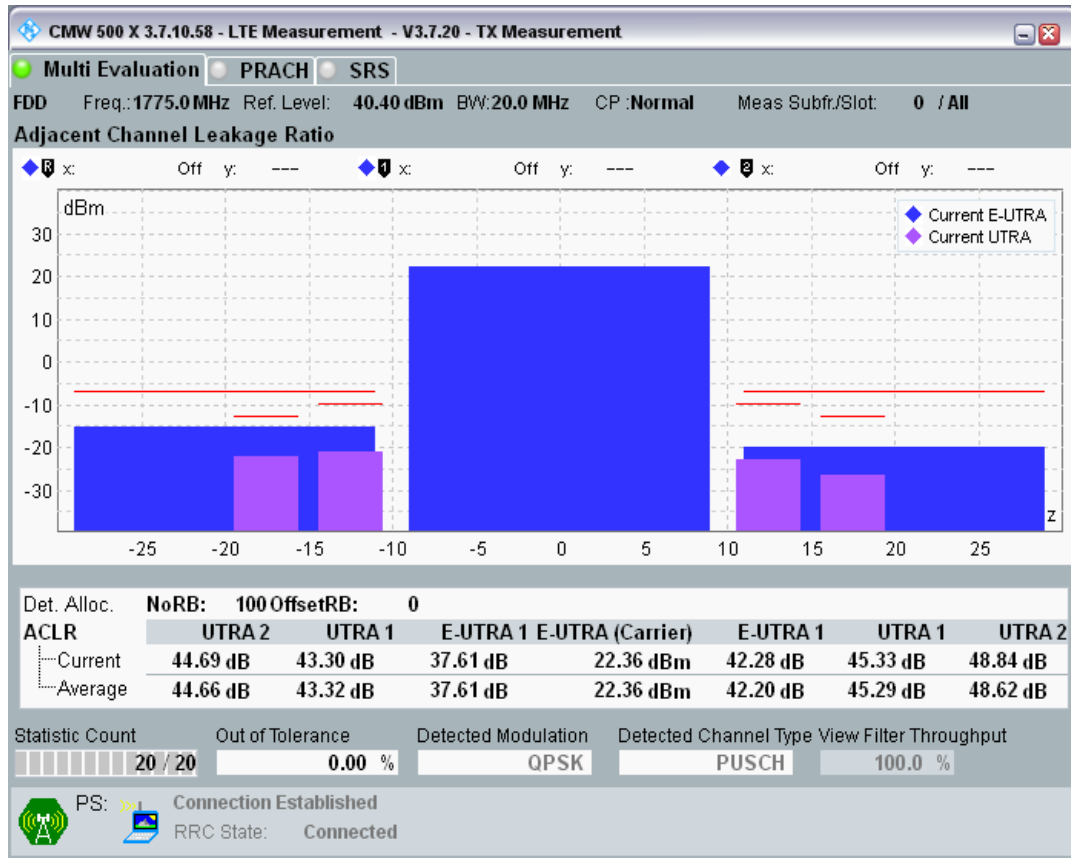 CMW 500 X 3.7.10.58 - LTE Measurement - V3.7.20 - TX Measurement
Multi Evaluation PRACH SRS
FDD Freq.:1775.0 MHz Ref. Level: 40.40 dBm BW:20.0 MHz CP :Normal Meas Subfr./Slot: 0 / All
Adjacent Channel Leakage Ratio
R x: Off y: --- 1 x: Off y: --- 2 x: Off y: ---
dBm
Current E-UTRA
Current UTRA
30
20
10
0
-10
-20
-30
z
-25 -20 -15 -10 -5 0 5 10 15 20 25
Det. Alloc. NoRB: 100 OffsetRB: 0
ACLR UTRA 2 UTRA 1 E-UTRA 1 E-UTRA (Carrier) E-UTRA 1 UTRA 1 UTRA 2
Current 44.69 dB 43.30 dB 37.61 dB 22.36 dBm 42.28 dB 45.33 dB 48.84 dB
Average 44.66 dB 43.32 dB 37.61 dB 22.36 dBm 42.20 dB 45.29 dB 48.62 dB
Statistic Count Out of Tolerance Detected Modulation Detected Channel Type View Filter Throughput
20 / 20 0.00 % QPSK PUSCH 100.0 %
PS: Connection Established
RRC State: Connected